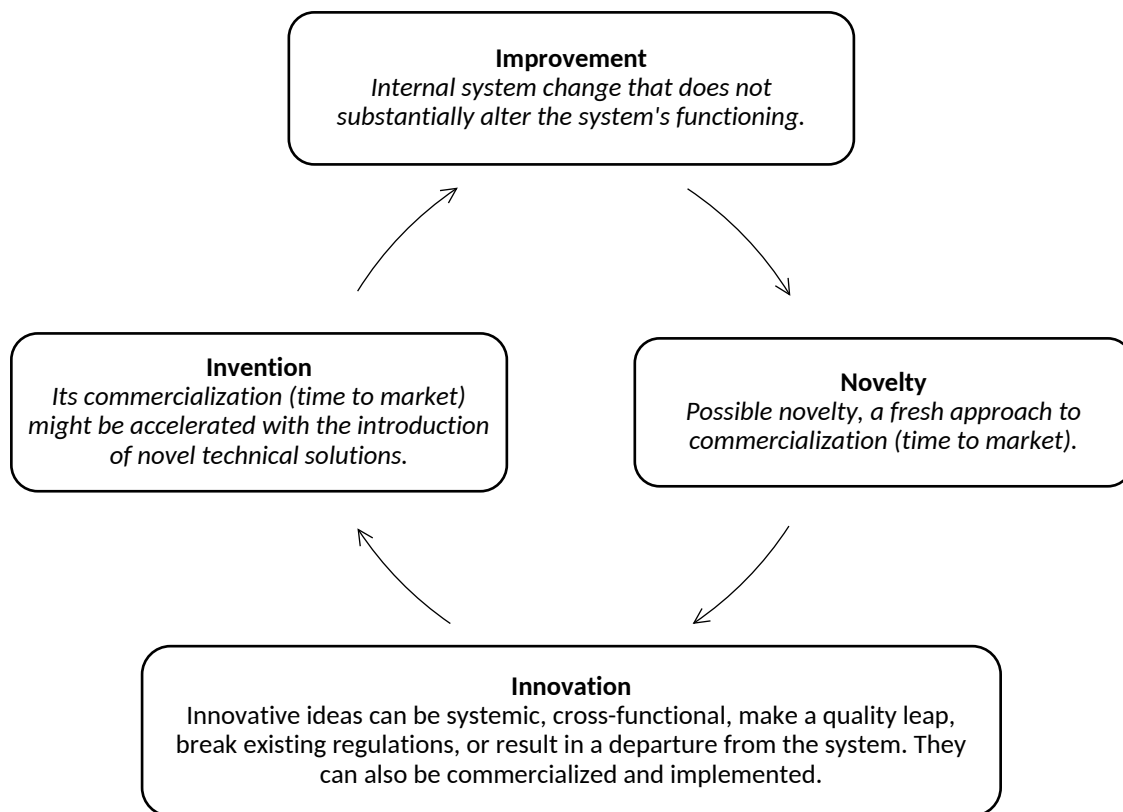 Improvement
Internal system change that does not
substantially alter the system's functioning.
Invention
Its commercialization (time to market)
might be accelerated with the introduction
of novel technical solutions.
Novelty
Possible novelty, a fresh approach to
commercialization (time to market).
Innovation
Innovative ideas can be systemic, cross-functional, make a quality leap,
break existing regulations, or result in a departure from the system. They
can also be commercialized and implemented.